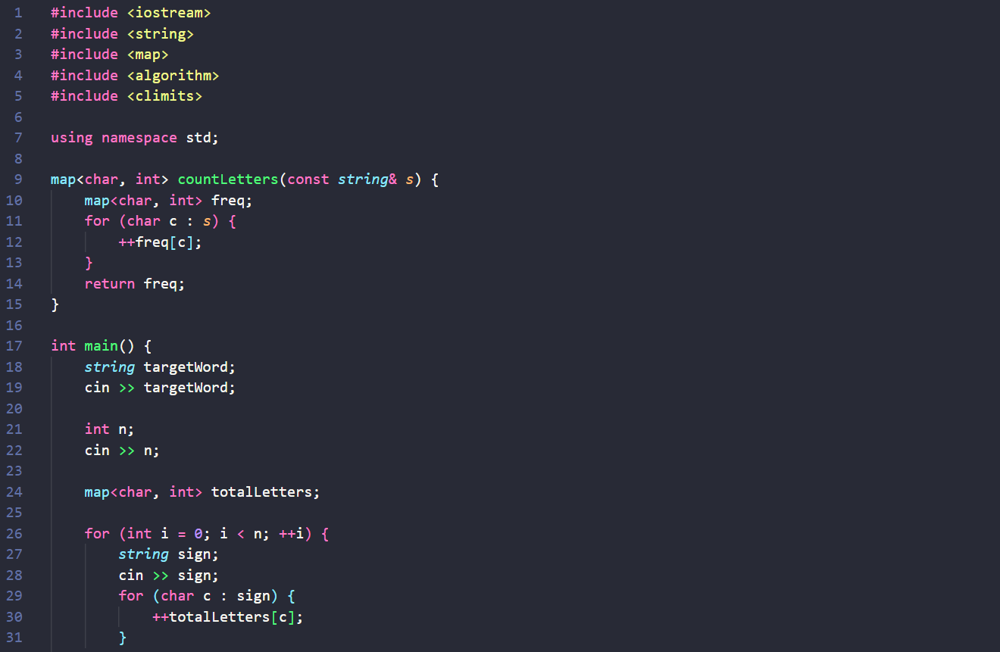 1 #include <iostream>
2 #include <string>
3 #include <map>
4 #include <algorithm>
5 #include <climits>
6
7 using namespace std;
8
9 map<char, int> countLetters(const string& s) {
10     map<char, int> freq;
11     for (char c : s) {
12         ++freq[c];
13     }
14     return freq;
15 }
16
17 int main() {
18     string targetWord;
19     cin >> targetWord;
20
21     int n;
22     cin >> n;
23
24     map<char, int> totalLetters;
25
26     for (int i = 0; i < n; ++i) {
27         string sign;
28         cin >> sign;
29         for (char c : sign) {
30             ++totalLetters[c];
31         }